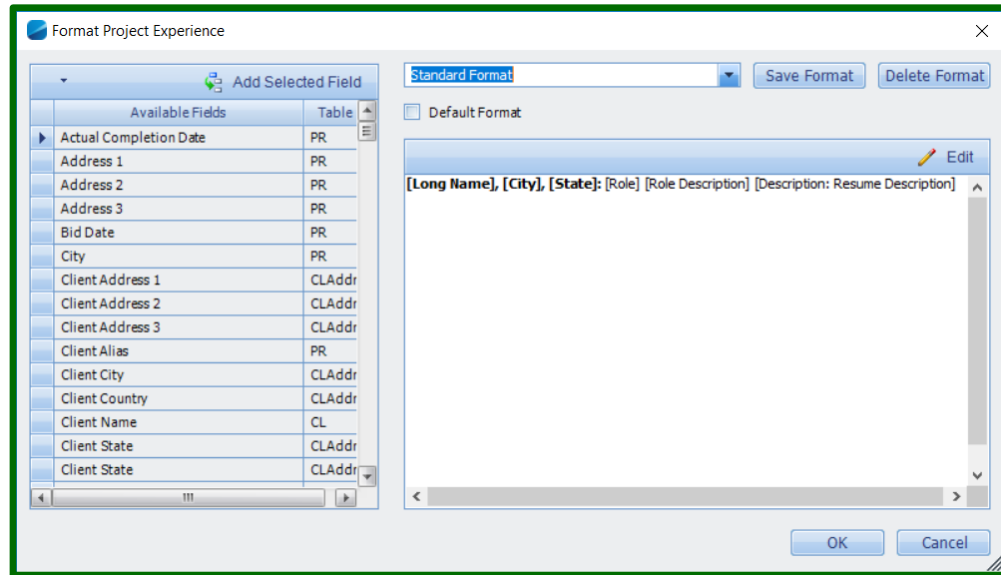 Format Project Experience
Add Selected Field
Available Fields Table
Actual Completion Date PR
Address 1 PR
Address 2 PR
Address 3 PR
Bid Date PR
City PR
Client Address 1 CLAddr
Client Address 2 CLAddr
Client Address 3 CLAddr
Client Alias PR
Client City CLAddr
Client Country CLAddr
Client Name CL
Client State CLAddr
Client State CLAddr
Standard Format Save Format Delete Format
Default Format
Edit
[Long Name], [City], [State]: [Role] [Role Description] [Description: Resume Description]
OK Cancel